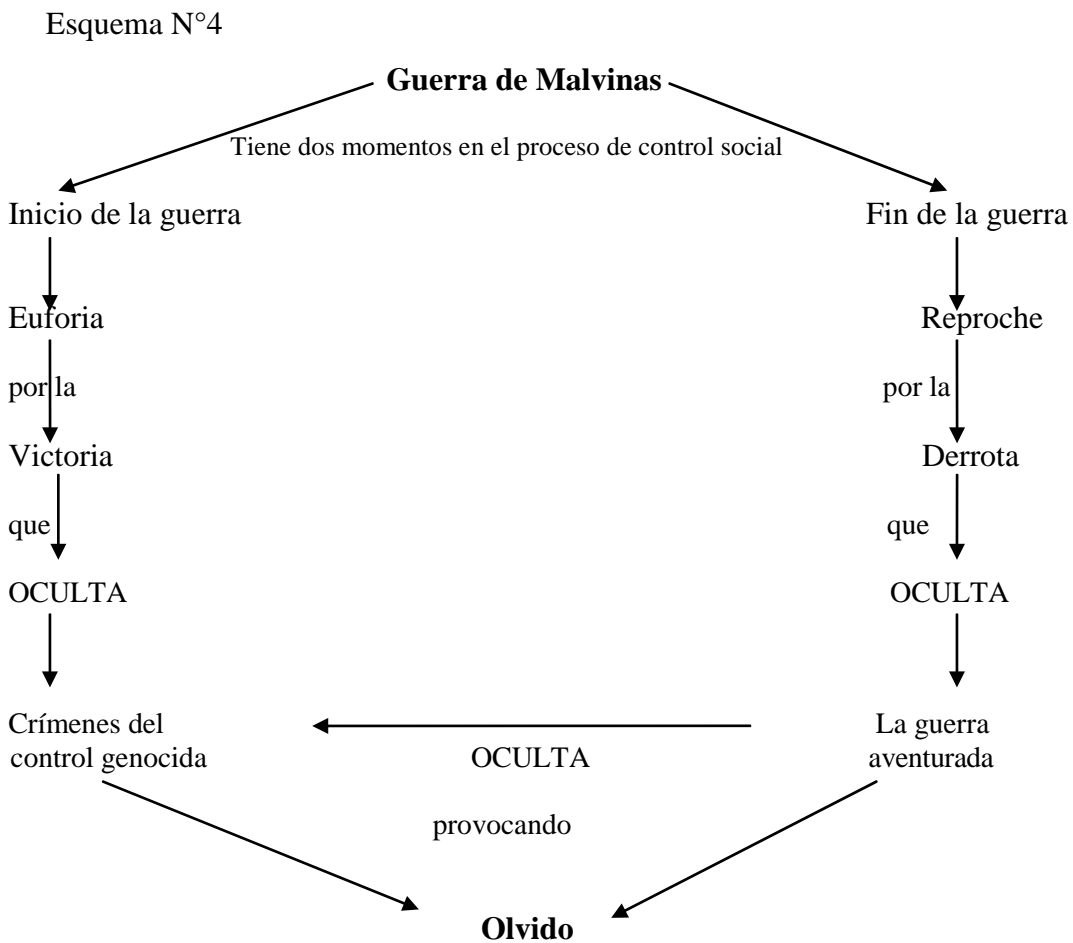 Esquema N°4
Guerra de Malvinas
Tiene dos momentos en el proceso de control social
Inicio de la guerra
Fin de la guerra
Euforia
Reproche
por la
por la
Victoria
Derrota
que
que
OCULTA
OCULTA
Crímenes del
control genocida
OCULTA
La guerra
aventurada
provocando
Olvido